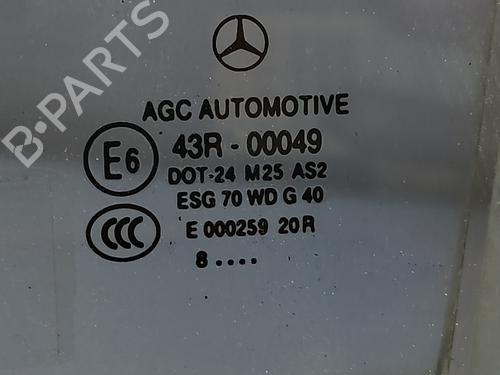 B-PARTS
AGC AUTOMOTIVE
E6
43R - 00049
DOT-24 M25 AS2
ESG 70 WD G 40
CCC
E 000259 20R
8 ....